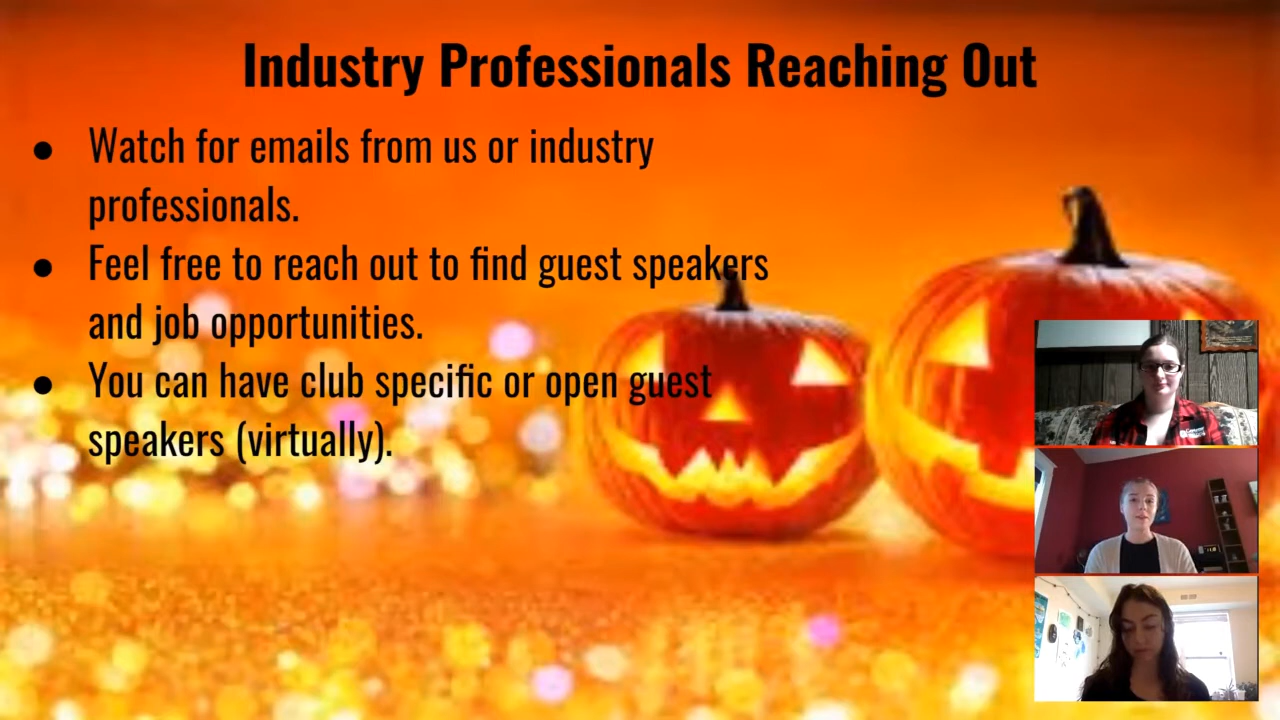 Industry Professionals Reaching Out
● Watch for emails from us or industry
professionals.
● Feel free to reach out to find guest speakers
and job opportunities.
● You can have club specific or open guest
speakers (virtually).